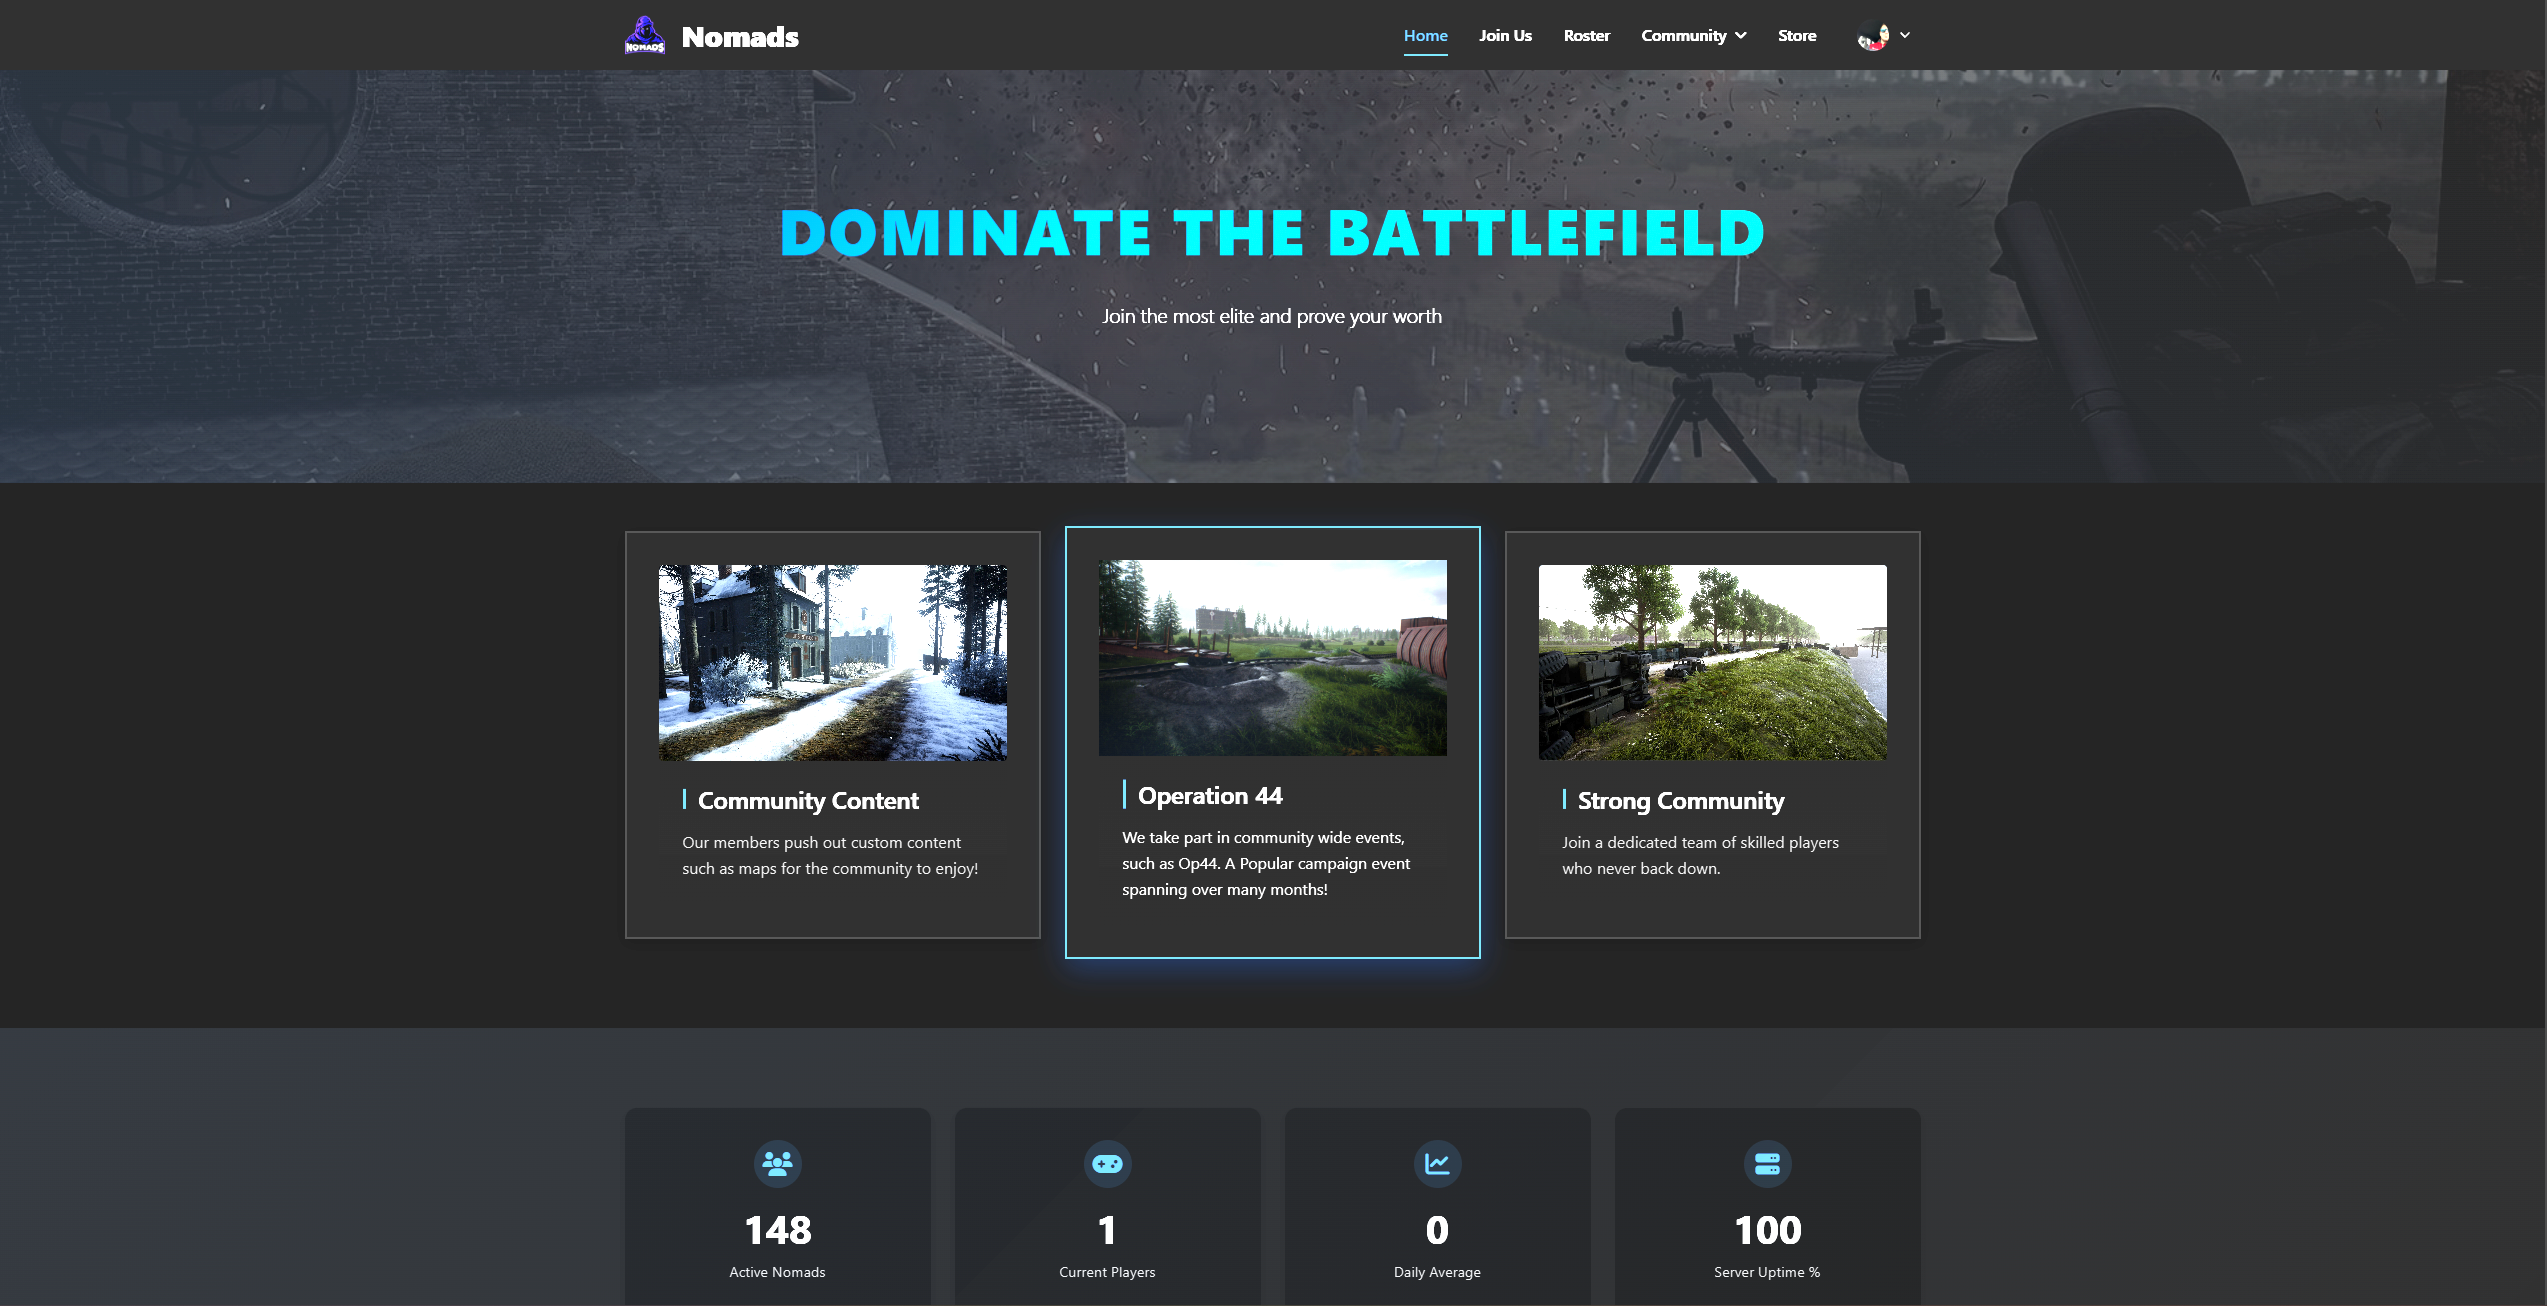 NOMADS
Nomads
Home
Join Us
Roster
Community
Store
DOMINATE THE BATTLEFIELD
Join the most elite and prove your worth
Community Content
Our members push out custom content
such as maps for the community to enjoy!
Operation 44
We take part in community wide events,
such as Op44. A Popular campaign event
spanning over many months!
Strong Community
Join a dedicated team of skilled players
who never back down.
148
Active Nomads
1
Current Players
0
Daily Average
100
Server Uptime %